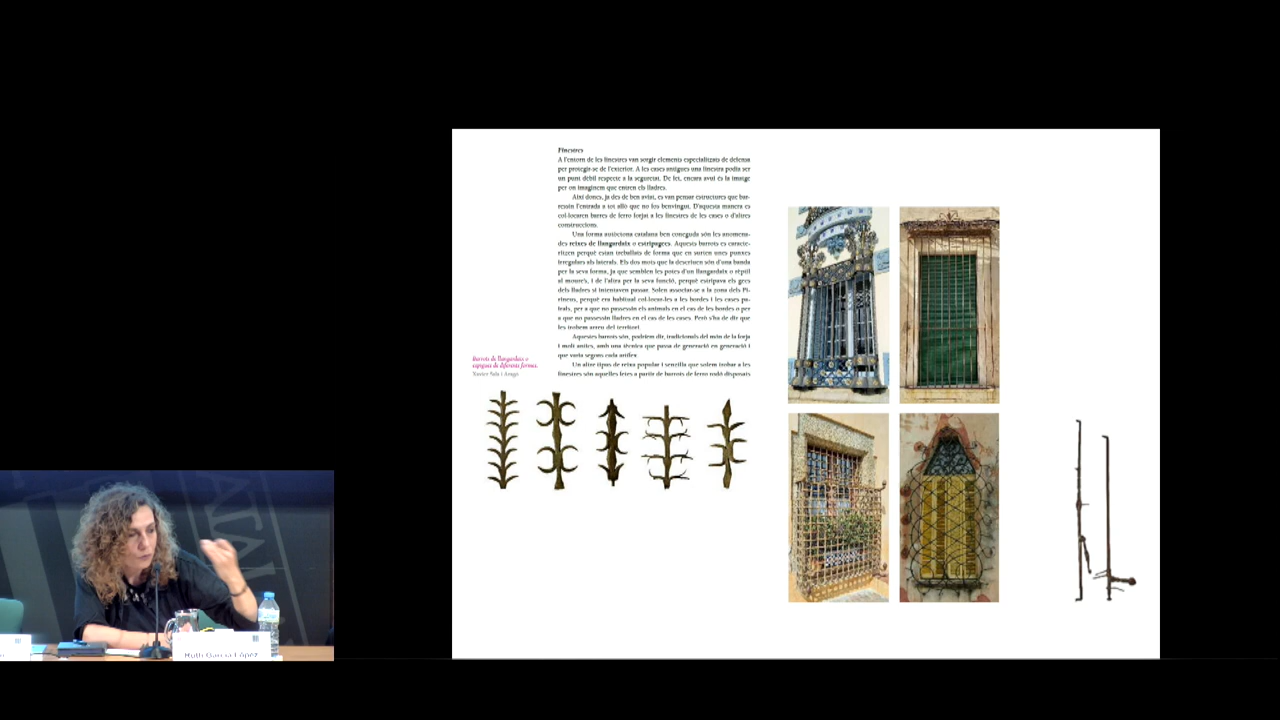 Finestres
A l'entorn de les finestres van sorgir elements especialitzats de defensa
per protegir-se de l'exterior. A les cases antigues una finestra podia ser
un punt dèbil respecte a la seguretat. De fet, encara avui és la imatge
per on imaginem que entren els lladres.
Així doncs, ja des de ben aviat, es van pensar estructures que bar-
ressin l'entrada a tot allò que no fos benvingut. D'aquesta manera es
col·locaren barres de ferro forjat a les finestres de les cases o d'altres
construccions.
Una forma autòctona catalana ben coneguda són les anomena-
des reixes de llangardaix o estripagecs. Aquests barrots es caracte-
ritzen perquè estan treballats de forma que en surten unes punxes
irregulars als laterals. Els dos mots que la descriuen són d'una banda
per la seva forma, ja que semblen les potes d'un llangardaix o rèptil
al moure's, i de l'altra per la seva funció, perquè estripava els gecs
dels lladres si intentaven passar. Solen associar-se a la zona dels Pi-
rineus, perquè era habitual col·locar-les a les bordes i les cases pa-
irals, per a que no passessin els animals en el cas de les bordes o per
a que no passessin lladres en el cas de les cases. Però s'ha de dir que
les trobem arreu del territori.
Aquestes barrots són, podríem dir, tradicionals del món de la forja
i molt antics, amb una tècnica que passa de generació en generació i
que varia segons cada artífex
Un altre tipus de reixa popular i senzilla que solem trobar a les
finestres són aquelles fetes a partir de barrots de ferro rodó disposats
Barrots de llangardaix o
espigues de diferents formes.
Xavier Sala i Arago
Ruth García López